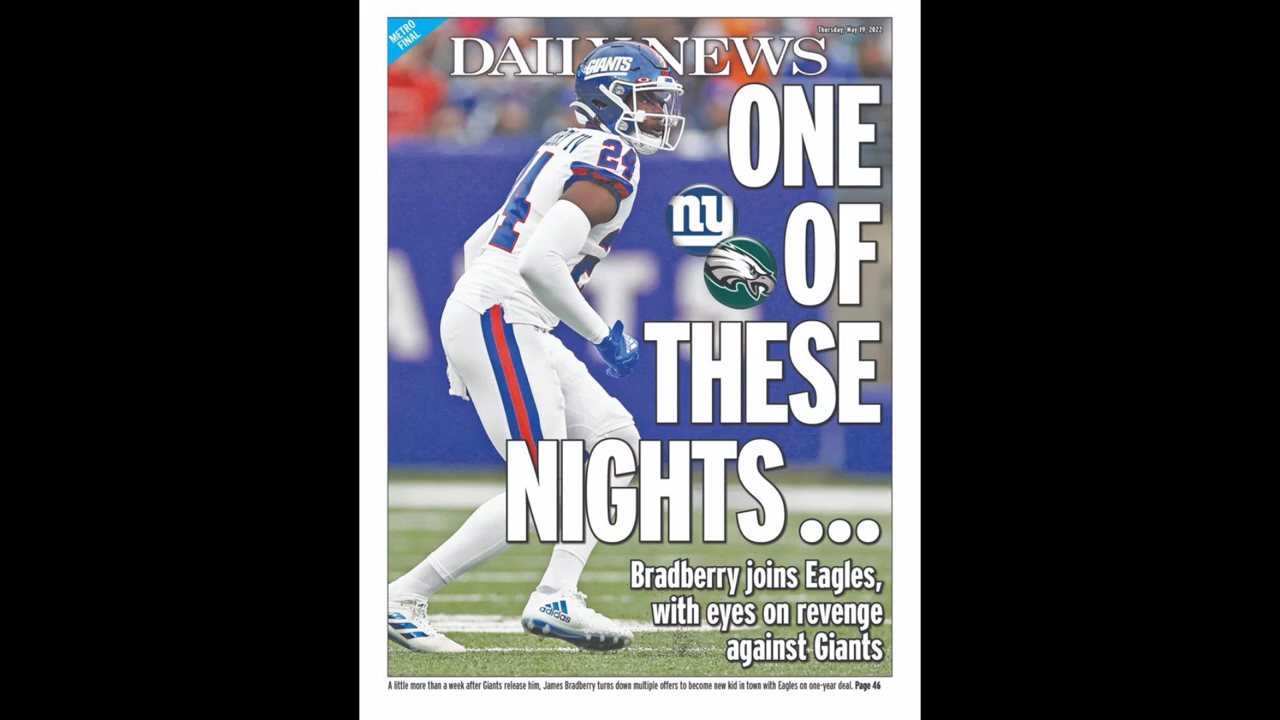 METRO
FINAL
Thursday, May 19, 2022
DAILY NEWS
GIANTS
24
24
ny
ONE
OF
THESE
NIGHTS...
adidas
Bradberry joins Eagles,
with eyes on revenge
against Giants
A little more than a week after Giants release him, James Bradberry turns down multiple offers to become new kid in town with Eagles on one-year deal. Page 46